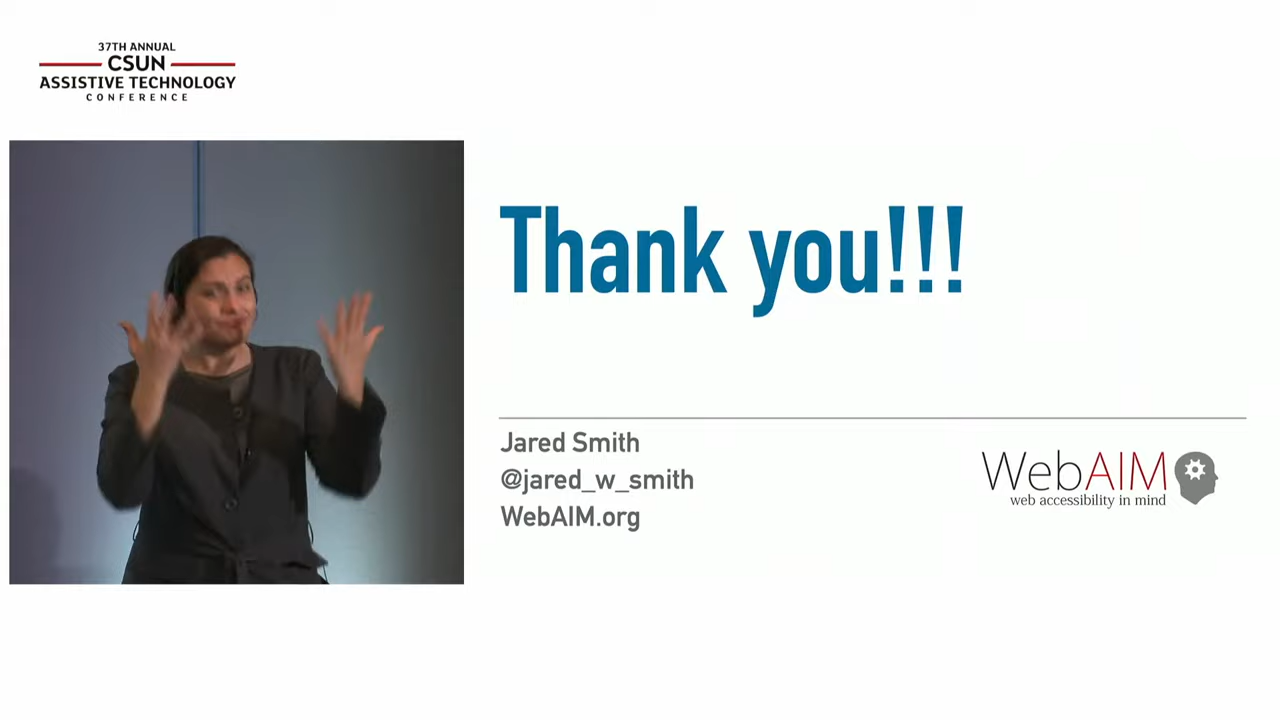 37TH ANNUAL
CSUN
ASSISTIVE TECHNOLOGY
CONFERENCE
Thank you!!!
Jared Smith
@jared_w_smith
WebAIM.org
WebAIM
web accessibility in mind